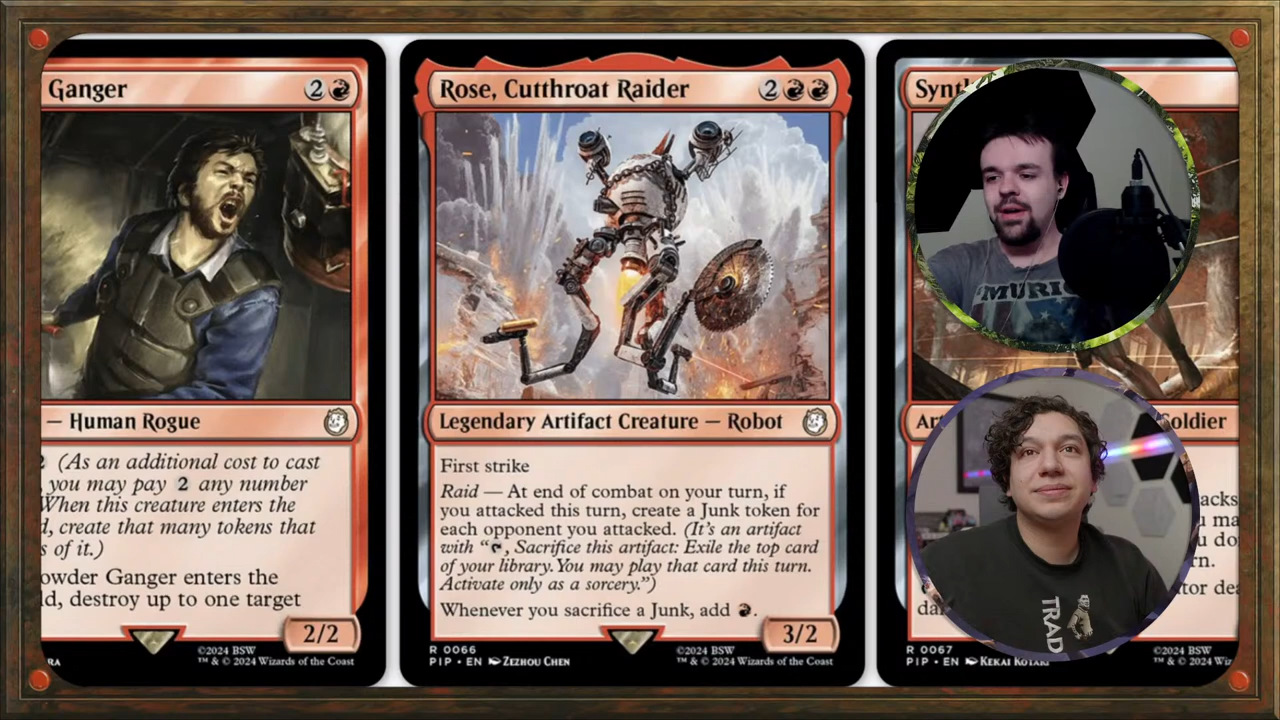 Ganger 2
— Human Rogue
(As an additional cost to cast
you may pay 2 any number
When this creature enters the
create that many tokens that
of it.)
Ganger enters the
destroy up to one target
2/2
©2024 BSW
™ & © 2024 Wizards of the Coast
Rose, Cutthroat Raider 2
Legendary Artifact Creature — Robot
First strike
Raid — At end of combat on your turn, if
you attacked this turn, create a Junk token for
each opponent you attacked. (It's an artifact
with “, Sacrifice this artifact: Exile the top card
of your library. You may play that card this turn.
Activate only as a sorcery.”)
Whenever you sacrifice a Junk, add .
3/2
R 0066
PIP • EN ZEZHOU CHEN
©2024 BSW
™ & © 2024 Wizards of the Coast
R 0067
PIP • EN KEKAI
©2024 BSW
™ & © 2024 Wizards
TRAD